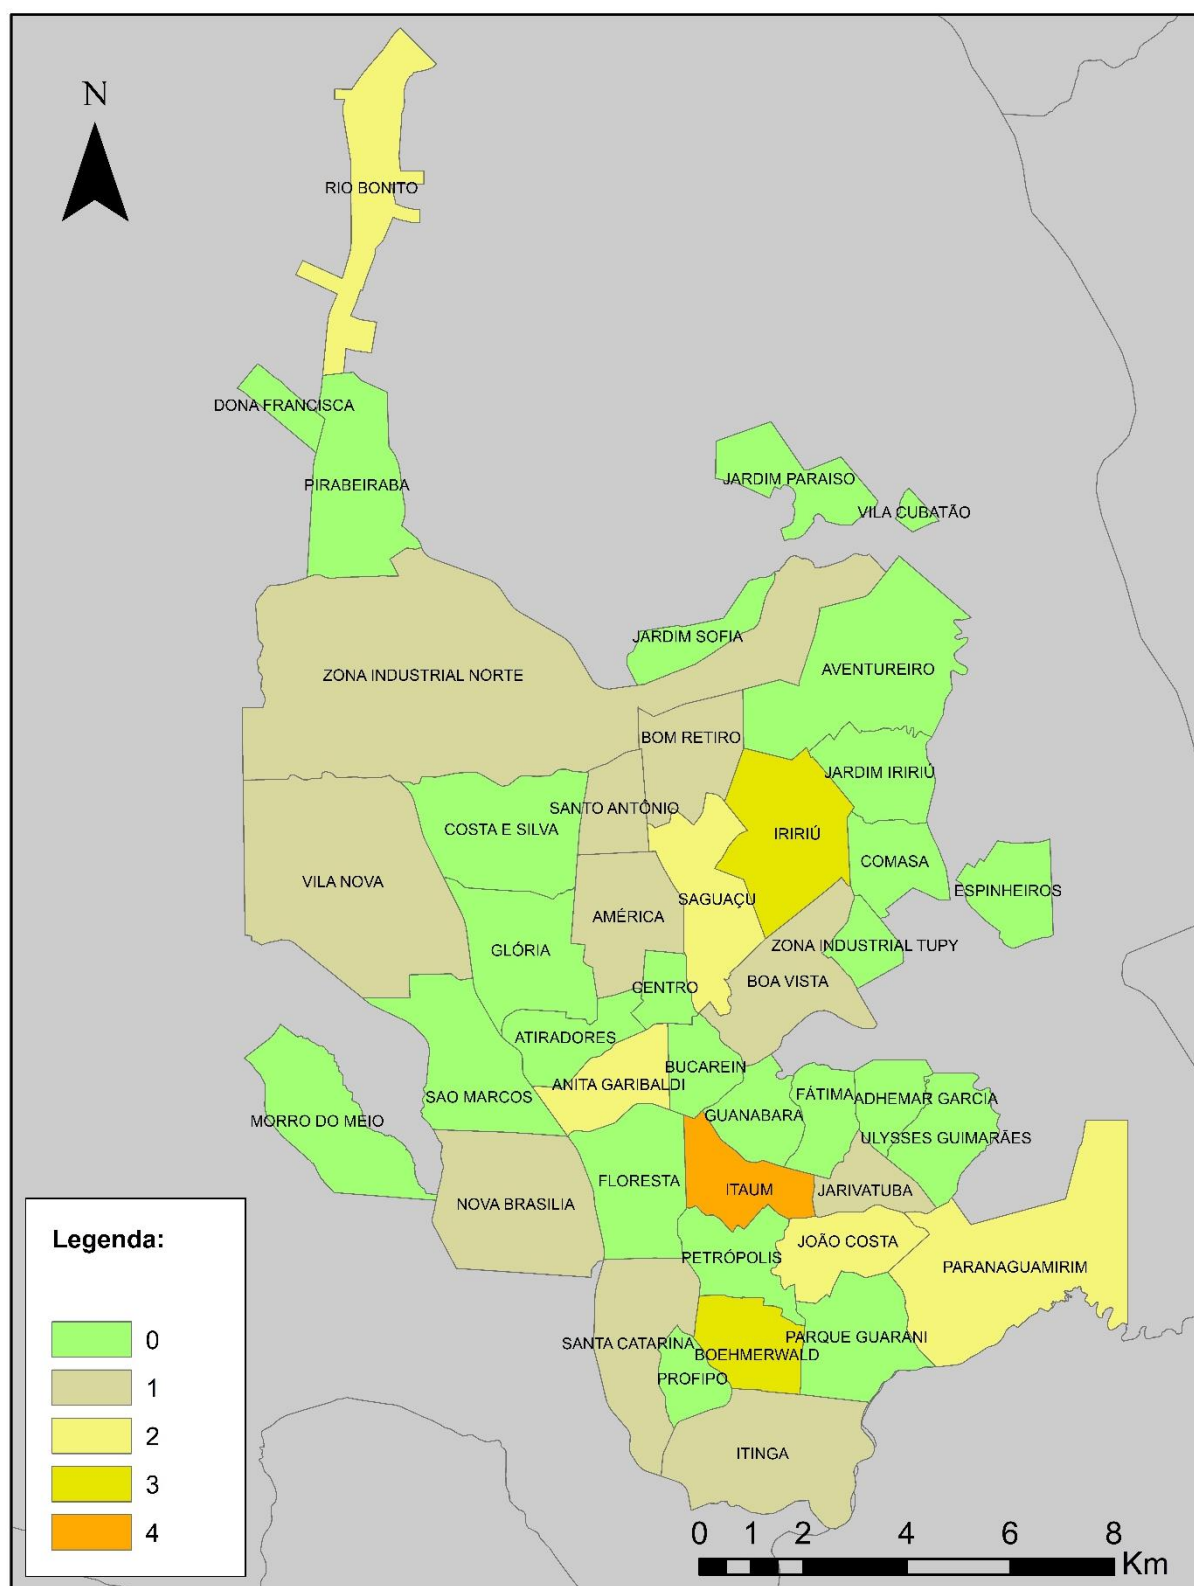 N
RIO BONITO
DONA FRANCISCA
PIRABEIRABA
JARDIM PARAISO
VILA CUBATÃO
JARDIM SOFIA
ZONA INDUSTRIAL NORTE
AVENTUREIRO
BOM RETIRO
JARDIM IRIRIÚ
SANTO ANTÔNIO
COSTA E SILVA
IRIRIÚ
COMASA
VILA NOVA
ESPINHEIROS
SAGUAÇU
AMÉRICA
GLÓRIA
ZONA INDUSTRIAL TUPY
BOA VISTA
CENTRO
ATIRADORES
BUCAREIN
ANITA GARIBALDI
FÁTIMA
ADHEMAR GARCIA
SAO MARCOS
GUANABARA
MORRO DO MEIO
ULYSSES GUIMARÃES
FLORESTA
ITAUM
JARIVATUBA
NOVA BRASILIA
JOÃO COSTA
PETRÓPOLIS
PARANAGUAMIRIM
PARQUE GUARANI
SANTA CATARINA
BOEHMERWALD
PROFIPO
ITINGA
Legenda:
0
1
2
3
4
0 1 2 4 6 8
Km